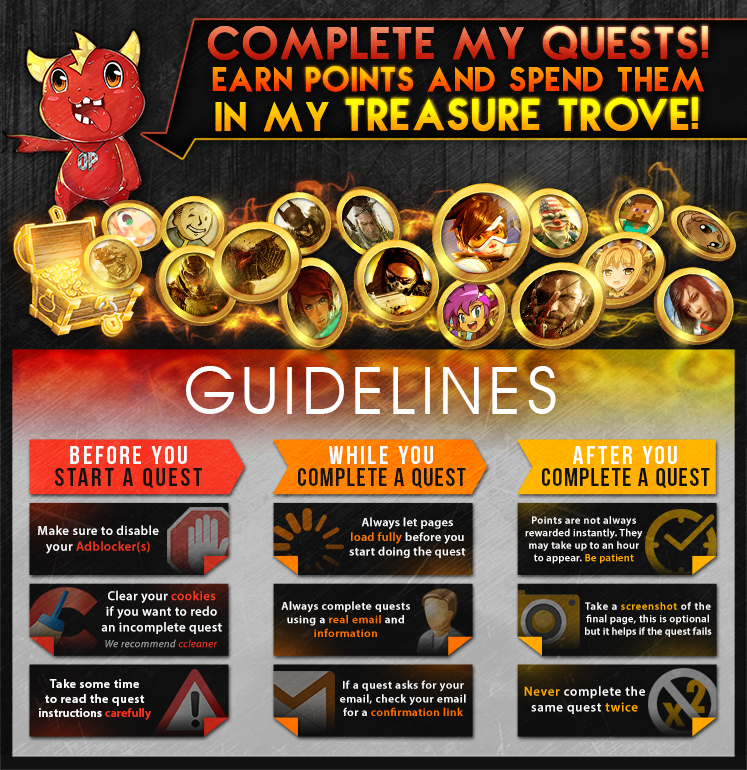 COMPLETE MY QUESTS!
EARN POINTS AND SPEND THEM
IN MY TREASURE TROVE!
OP
GUIDELINES
BEFORE YOU
START A QUEST
Make sure to disable
your Adblocker(s)
Clear your cookies
if you want to redo
an incomplete quest
We recommend ccleaner
Take some time
to read the quest
instructions carefully
WHILE YOU
COMPLETE A QUEST
Always let pages
load fully before you
start doing the quest
Always complete quests
using a real email and
information
If a quest asks for your
email, check your email
for a confirmation link
AFTER YOU
COMPLETE A QUEST
Points are not always
rewarded instantly. They
may take up to an hour
to appear. Be patient
Take a screenshot of the
final page, this is optional
but it helps if the quest fails
Never complete the
same quest twice
x2